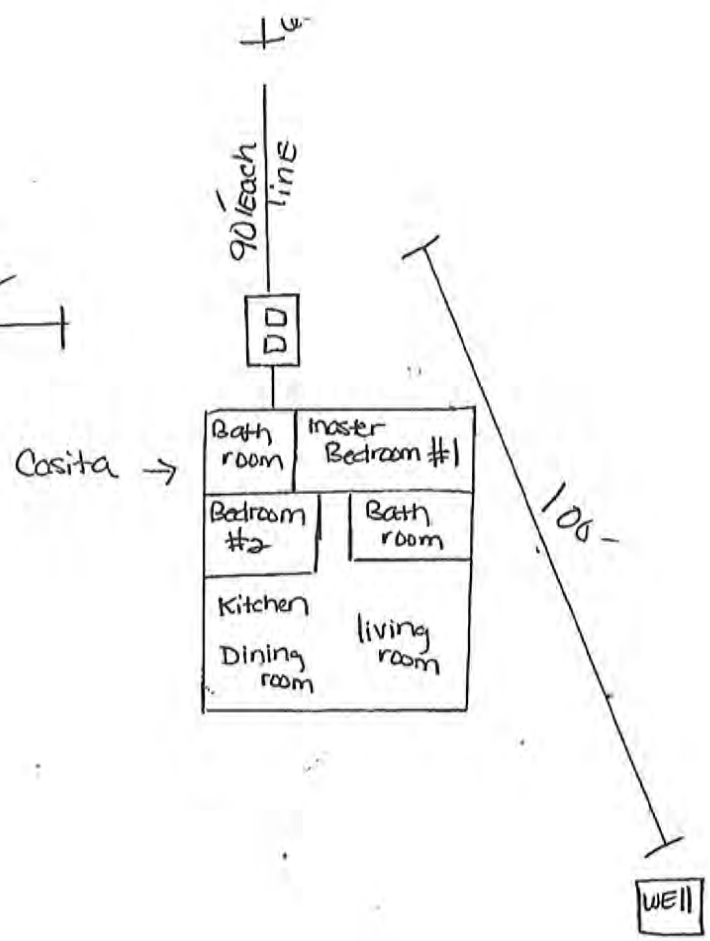 90' leach
line
Casita →
Bath
room
master
Bedroom #1
Bedroom
#2
Bath
room
Kitchen
Dining
room
living
room
100-
WEll